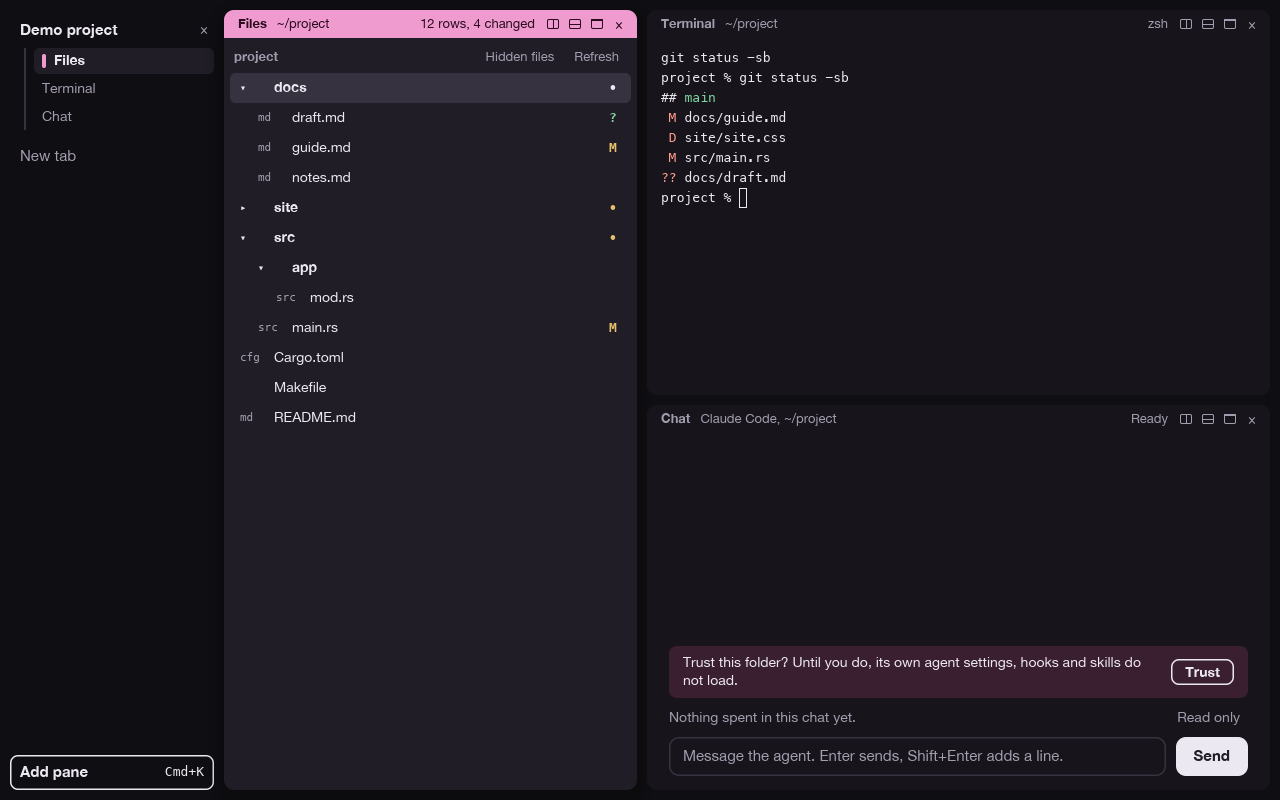 Demo project ×
Files
Terminal
Chat
New tab
Add pane Cmd+K
Files ~/project 12 rows, 4 changed ×
project Hidden files Refresh
▾ docs •
md draft.md ?
md guide.md M
md notes.md
▸ site •
▾ src •
▾ app
src mod.rs
src main.rs M
cfg Cargo.toml
Makefile
md README.md
Terminal ~/project zsh ×
git status -sb
project % git status -sb
## main
M docs/guide.md
D site/site.css
M src/main.rs
?? docs/draft.md
project %
Chat Claude Code, ~/project Ready ×
Trust this folder? Until you do, its own agent settings, hooks and skills do
not load.
Trust
Nothing spent in this chat yet. Read only
Message the agent. Enter sends, Shift+Enter adds a line. Send